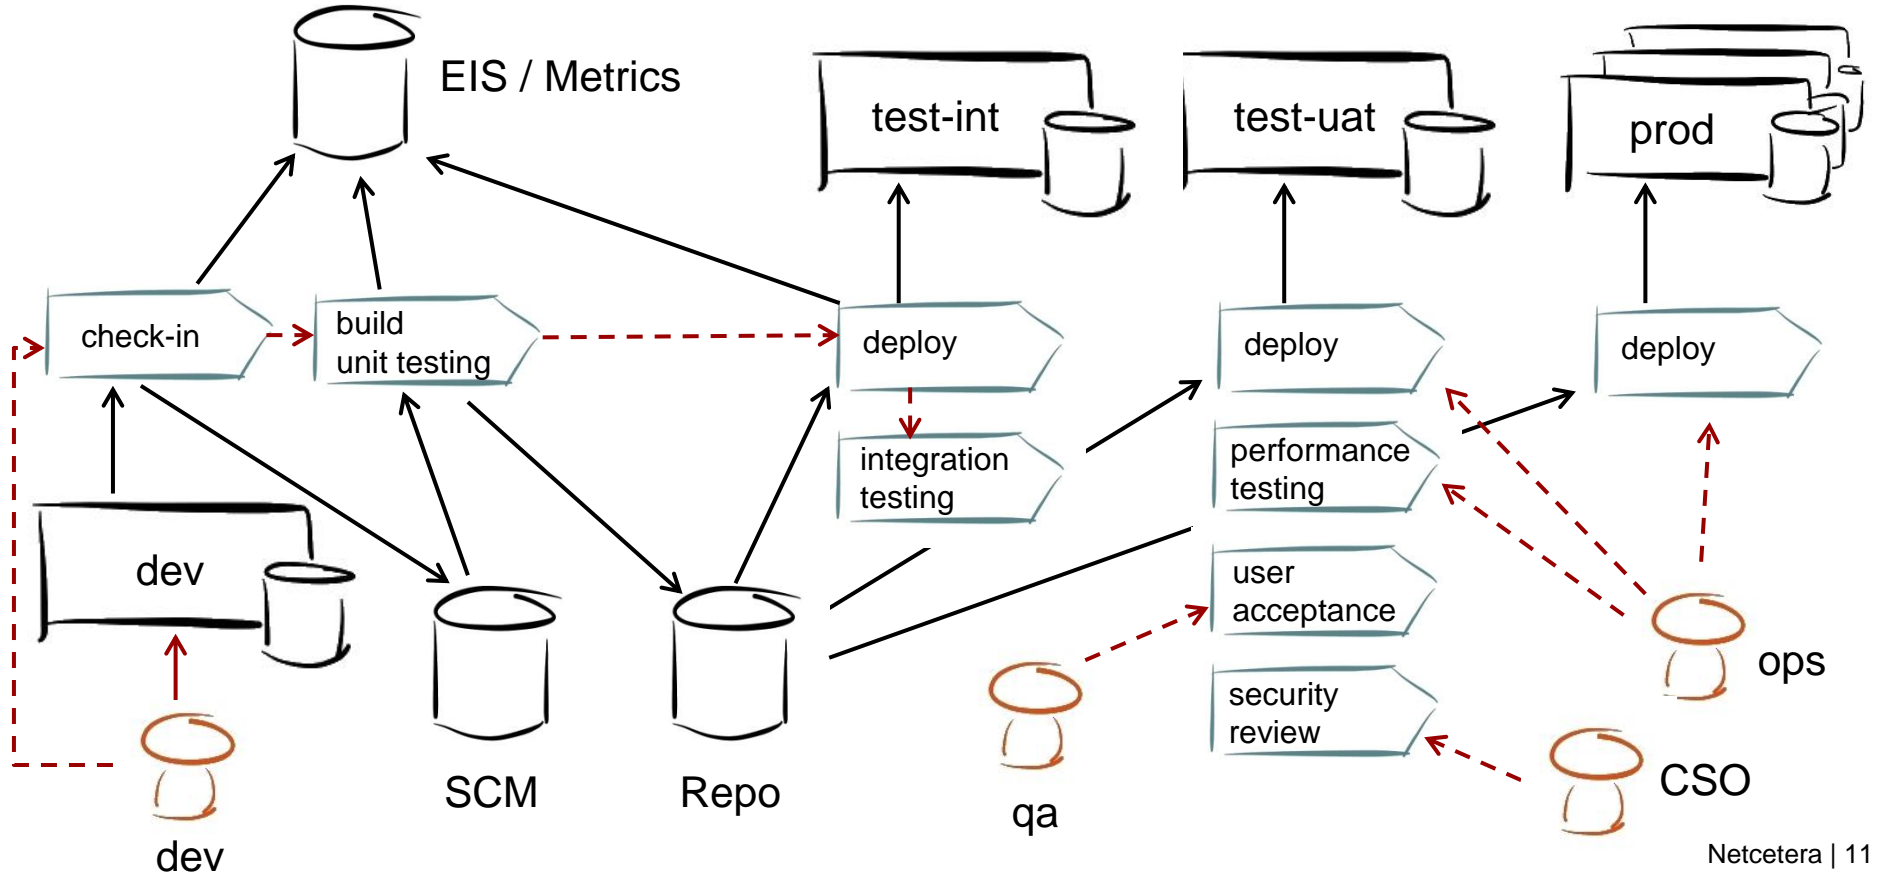 EIS / Metrics
test-int
test-uat
prod
check-in
build
unit testing
deploy
deploy
deploy
integration
testing
performance
testing
dev
user
acceptance
security
review
ops
SCM
Repo
qa
CSO
dev
Netcetera | 11